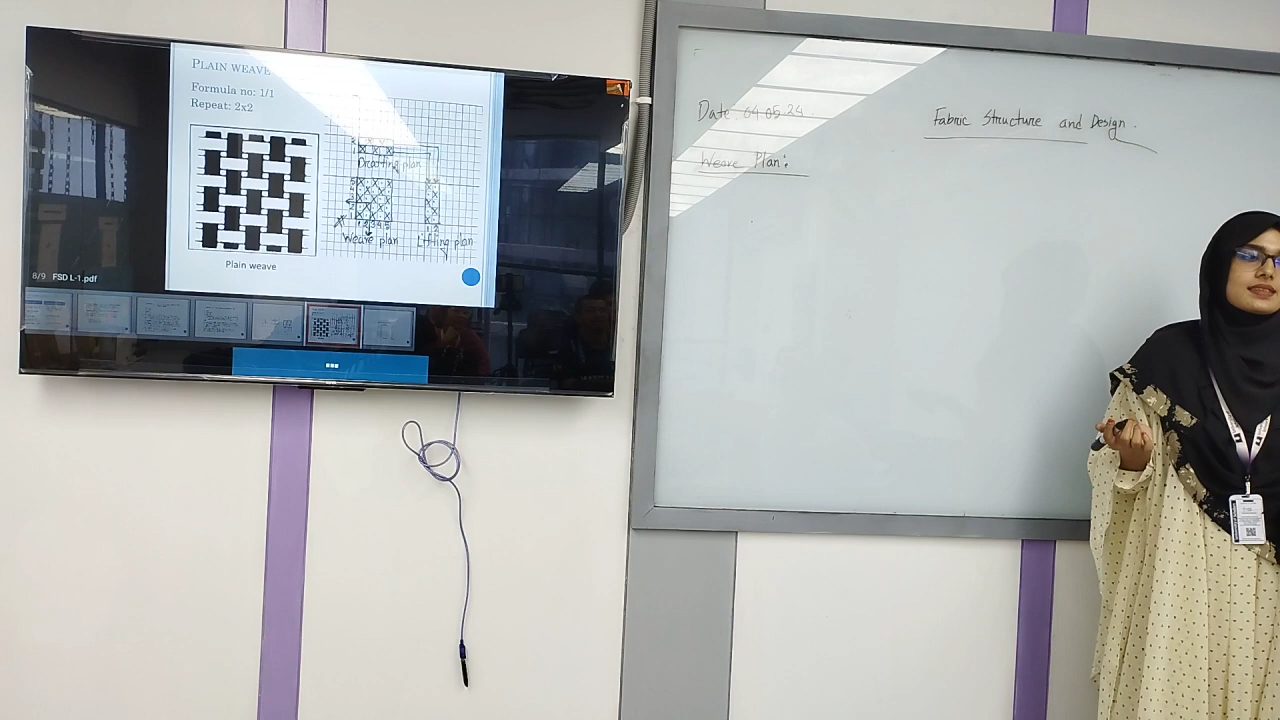 PLAIN WEAVE
Formula no: 1/1
Repeat: 2x2
Drafting plan
Weave plan
Lifting plan
Plain weave
8/9 FSD L-1.pdf
Date: 04.05.24.
Fabric Structure and Design.
Weave Plan: